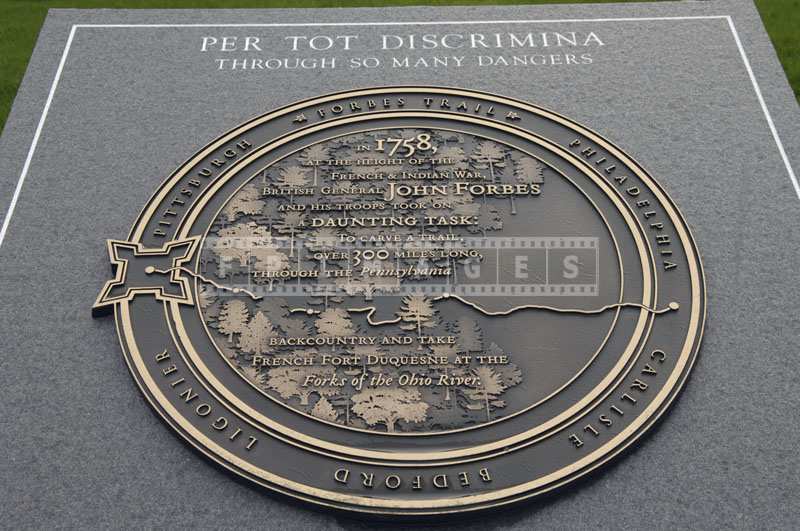 PER TOT DISCRIMINA
THROUGH SO MANY DANGERS
FORBES TRAIL
PITTSBURGH
PHILADELPHIA
IN 1758,
AT THE HEIGHT OF THE
FRENCH & INDIAN WAR,
BRITISH GENERAL JOHN FORBES
AND HIS TROOPS TOOK ON
A DAUNTING TASK:
TO CARVE A TRAIL,
OVER 300 MILES LONG,
THROUGH THE Pennsylvania
BACKCOUNTRY AND TAKE
FRENCH FORT DUQUESNE AT THE
Forks of the Ohio River.
LIGONIER
BEDFORD
CARLISLE